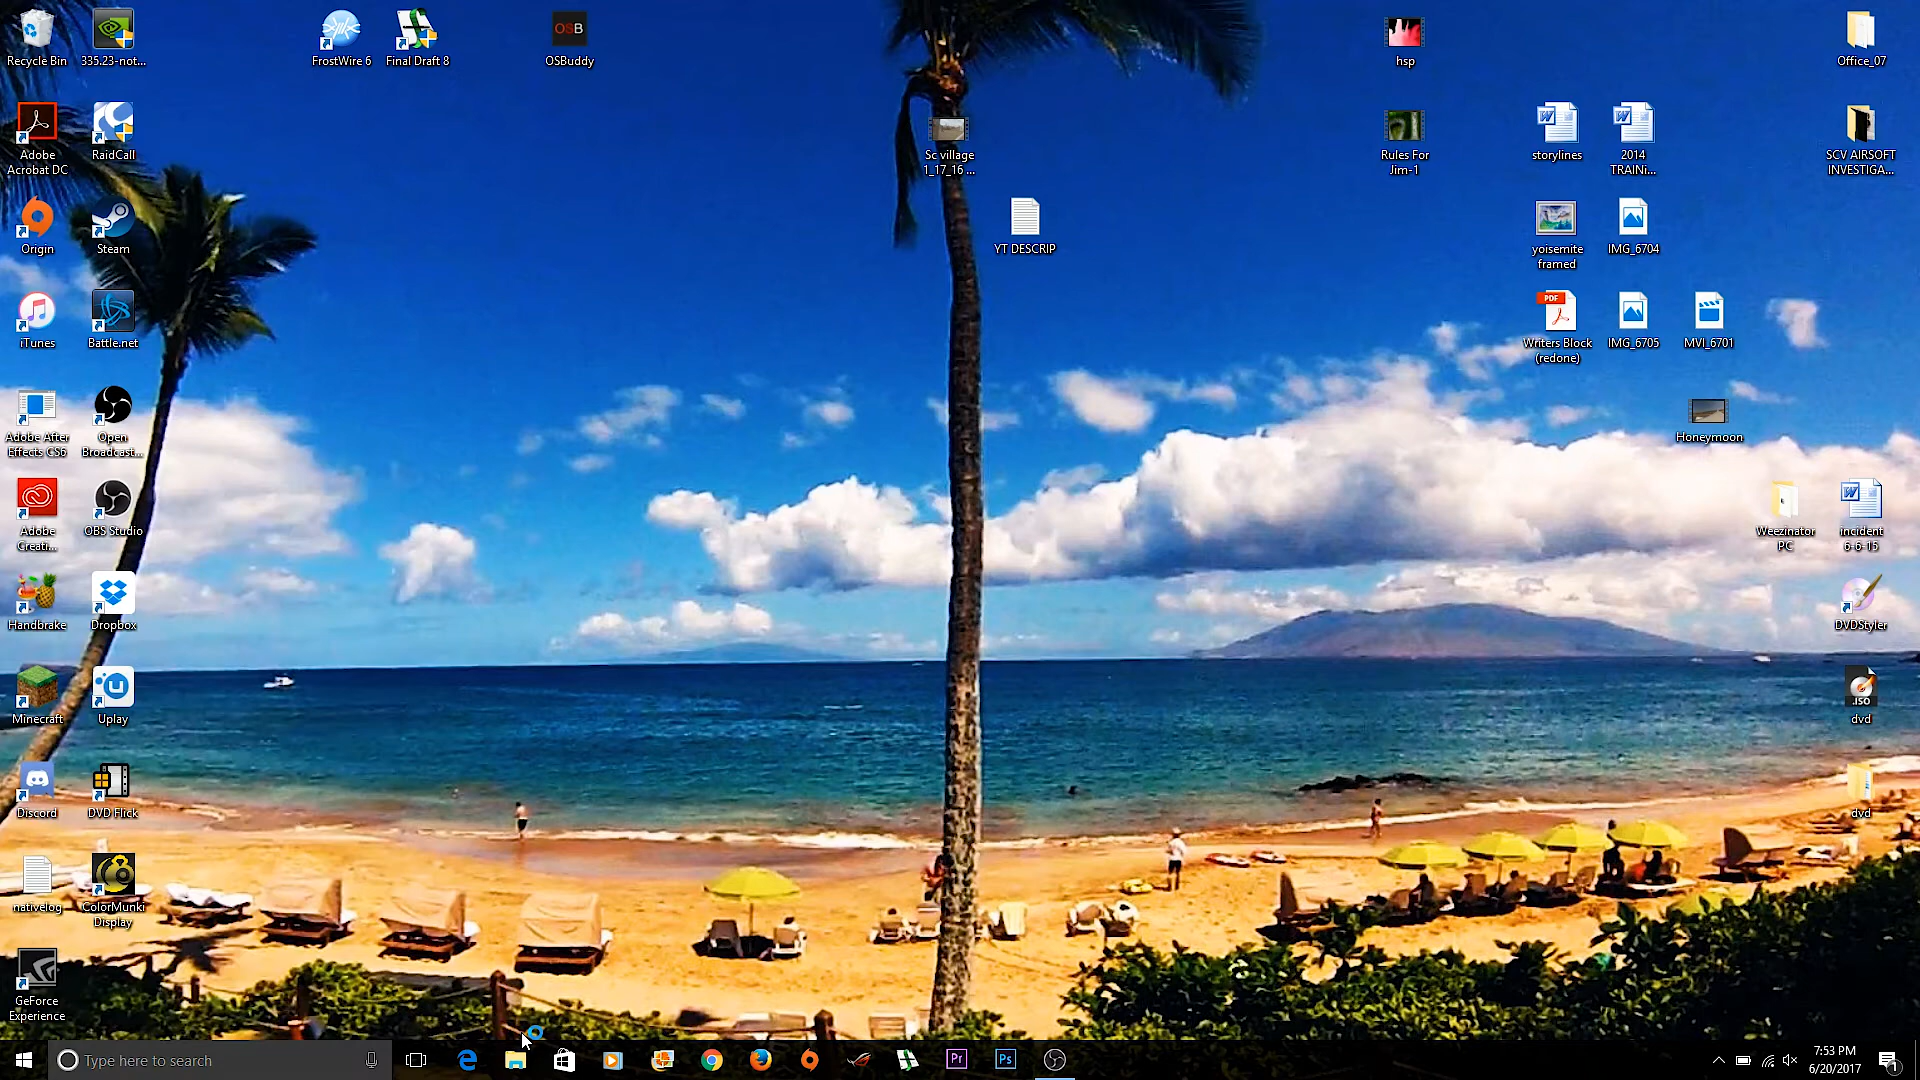 Recycle Bin
335.23-not...
FrostWire 6
Final Draft 8
OSB
OSBuddy
hsp
Office_07
Adobe
Acrobat DC
RaidCall
Sc village
1_17_16 ...
Rules For
Jim-1
storylines
2014
TRAINi...
SCV AIRSOFT
INVESTIGA...
Origin
Steam
YT DESCRIP
yoisemite
framed
IMG_6704
iTunes
Battle.net
PDF
Writers Block
(redone)
IMG_6705
MVI_6701
Adobe After
Effects CS6
Open
Broadcast...
Honeymoon
Adobe
Creati...
OBS Studio
Weezinator
PC
incident
6-6-15
Handbrake
Dropbox
DVDStyler
Minecraft
Uplay
.ISO
dvd
Discord
DVD Flick
dvd
nativelog
ColorMunki
Display
GeForce
Experience
Type here to search
Pr
Ps
7:53 PM
6/20/2017
1